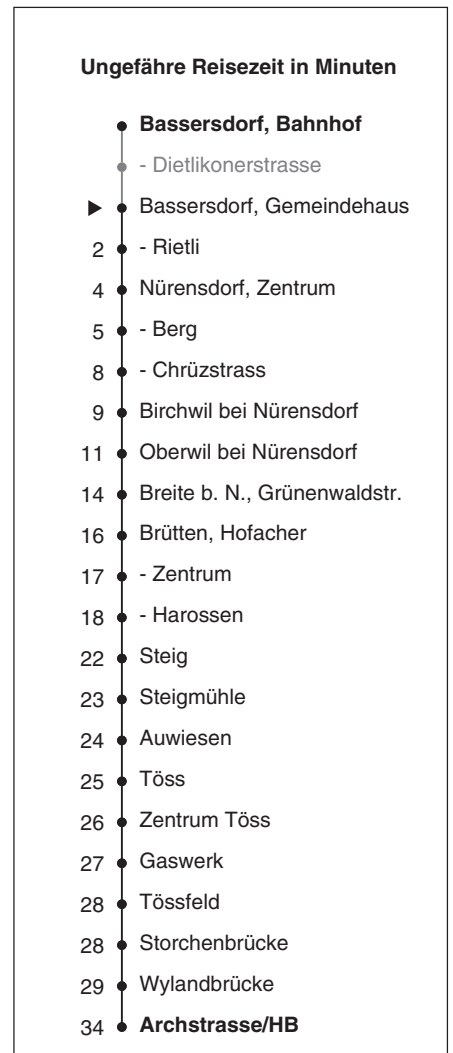 Ungefähre Reisezeit in Minuten
Bassersdorf, Bahnhof
- Dietlikonerstrasse
Bassersdorf, Gemeindehaus
2 - Rietli
4 Nürensdorf, Zentrum
5 - Berg
8 - Chrüzstrass
9 Birchwil bei Nürensdorf
11 Oberwil bei Nürensdorf
14 Breite b. N., Grünenwaldstr.
16 Brütten, Hofacher
17 - Zentrum
18 - Harossen
22 Steig
23 Steigmühle
24 Auwiesen
25 Töss
26 Zentrum Töss
27 Gaswerk
28 Tössfeld
28 Storchenbrücke
29 Wylandbrücke
34 Archstrasse/HB